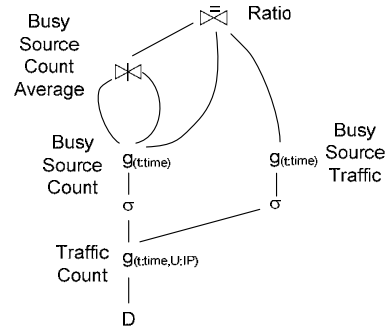 Ratio
Busy
Source
Count
Average
=
Busy
Source
Count
g(t:time)
g(t:time)
Busy
Source
Traffic
σ
σ
Traffic
Count
g(t:time,U:IP)
D